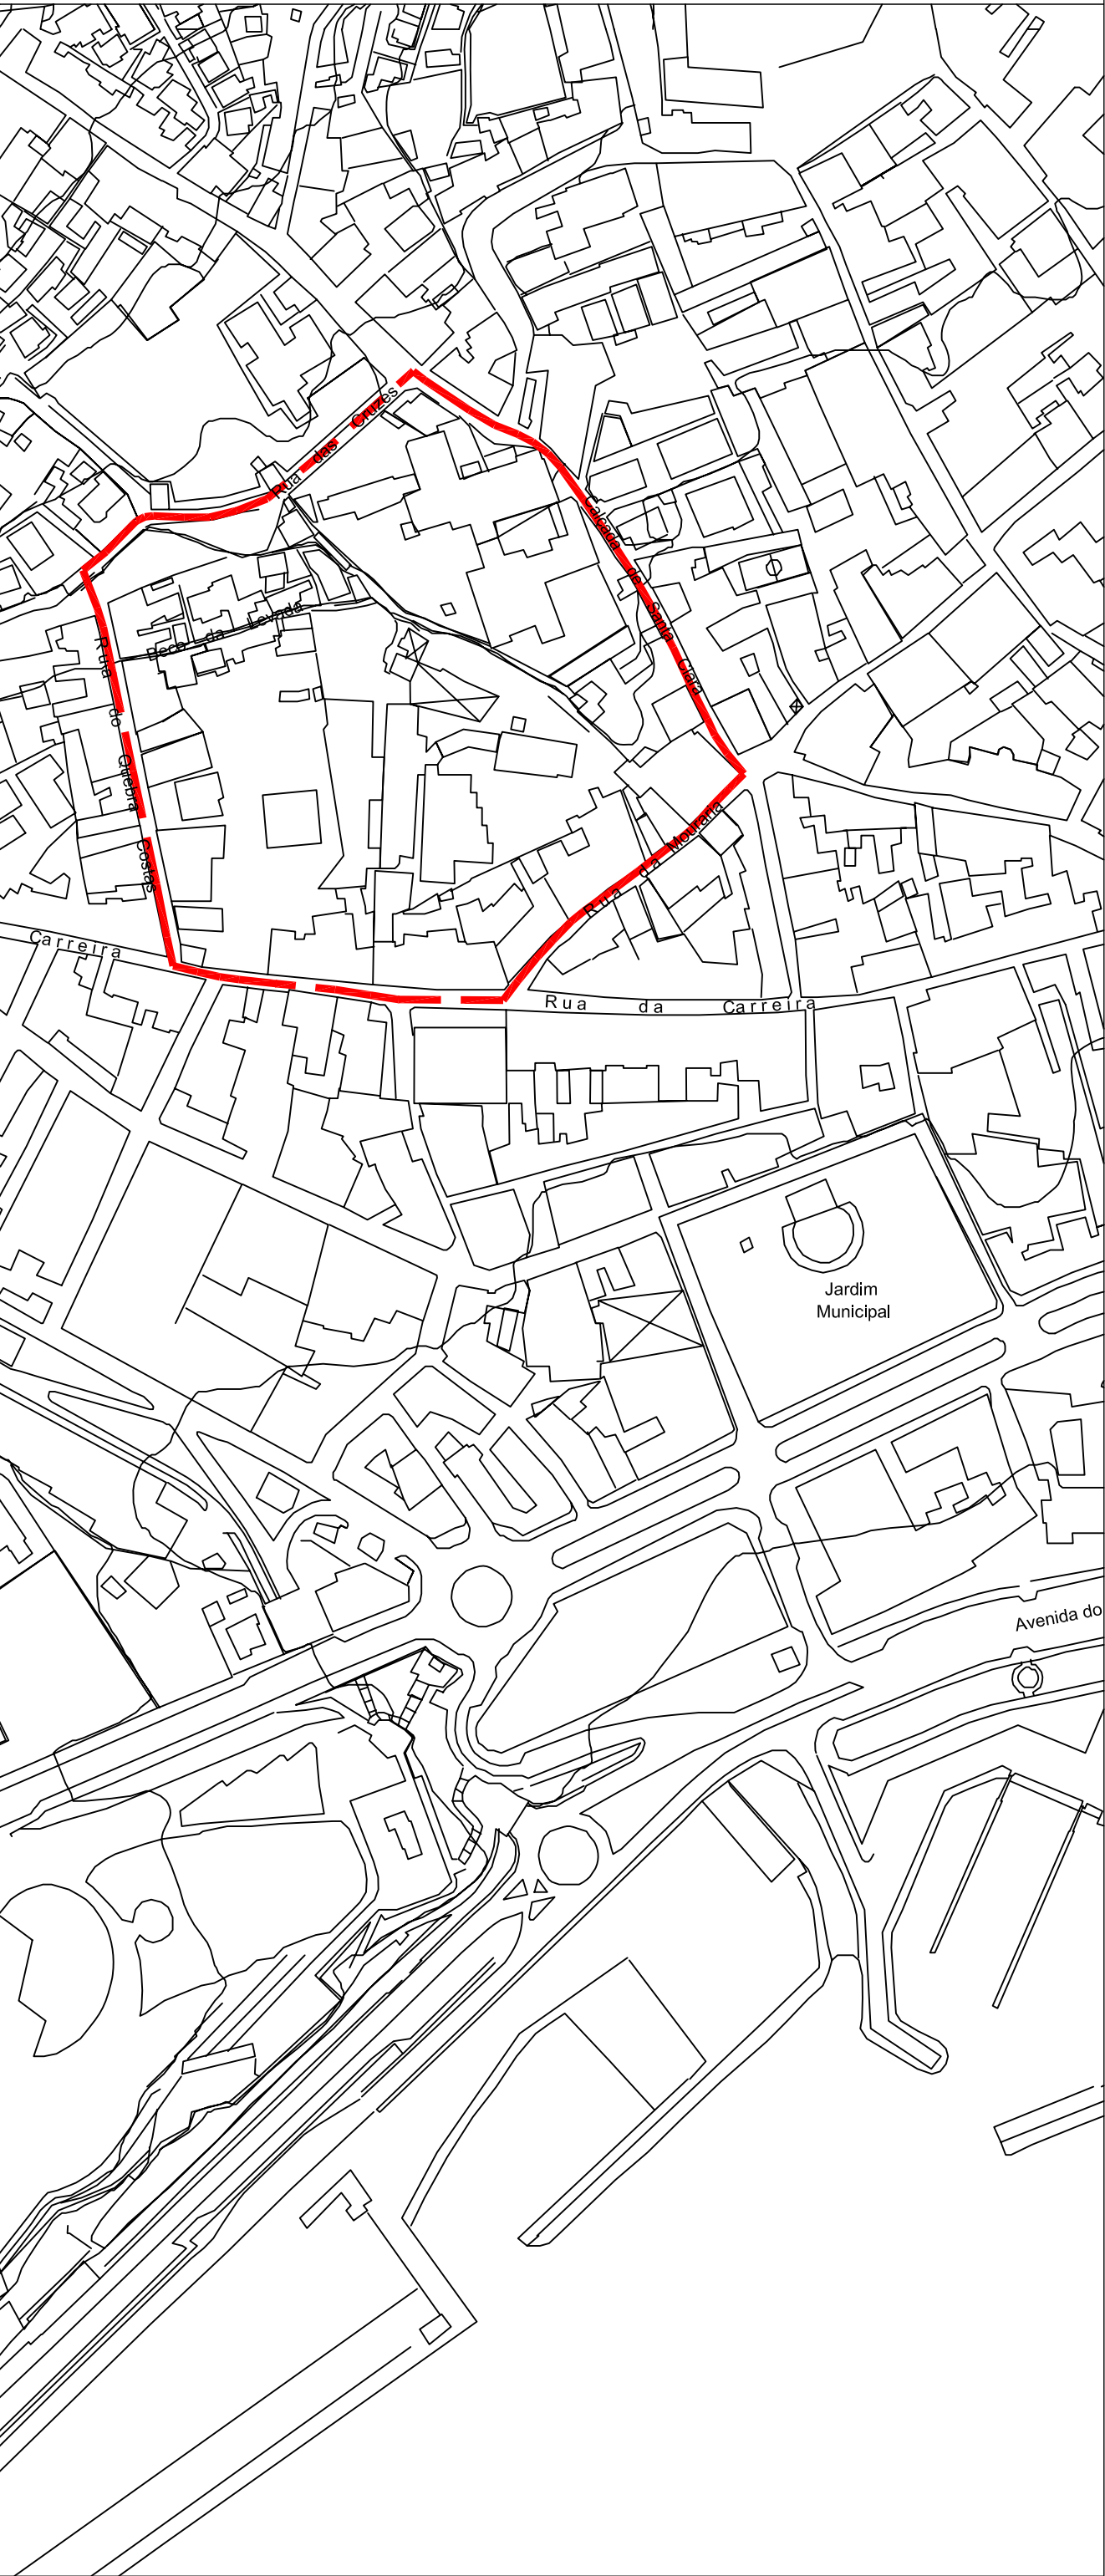 Rua das Cruzes
Calçada de Santa Clara
Beco da Levada
Rua do Quebra Costas
Rua da Mouraria
Carreira
Rua da Carreira
Jardim
Municipal
Avenida do